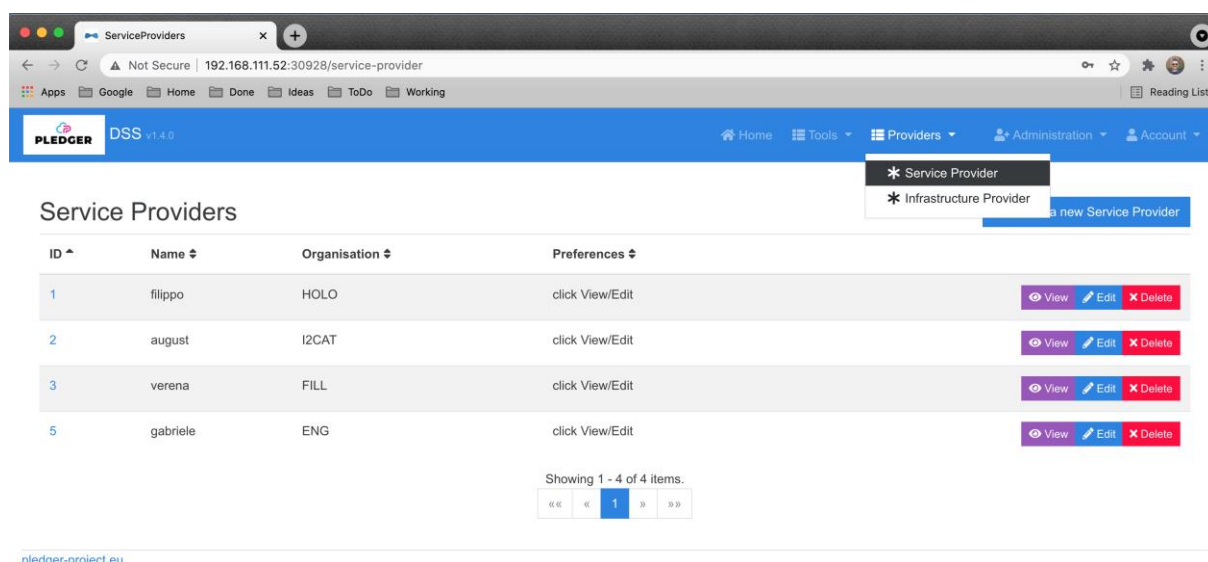 ServiceProviders
Not Secure | 192.168.111.52:30928/service-provider
Apps Google Home Done Ideas ToDo Working Reading List
PLEDGER DSS v1.4.0 Home Tools Providers Administration Account
Service Provider
Infrastructure Provider
Service Providers a new Service Provider
ID Name Organisation Preferences
1 filippo HOLO click View/Edit View Edit Delete
2 august I2CAT click View/Edit View Edit Delete
3 verena FILL click View/Edit View Edit Delete
5 gabriele ENG click View/Edit View Edit Delete
Showing 1 - 4 of 4 items.
«« « 1 » »»
pledger-project.eu